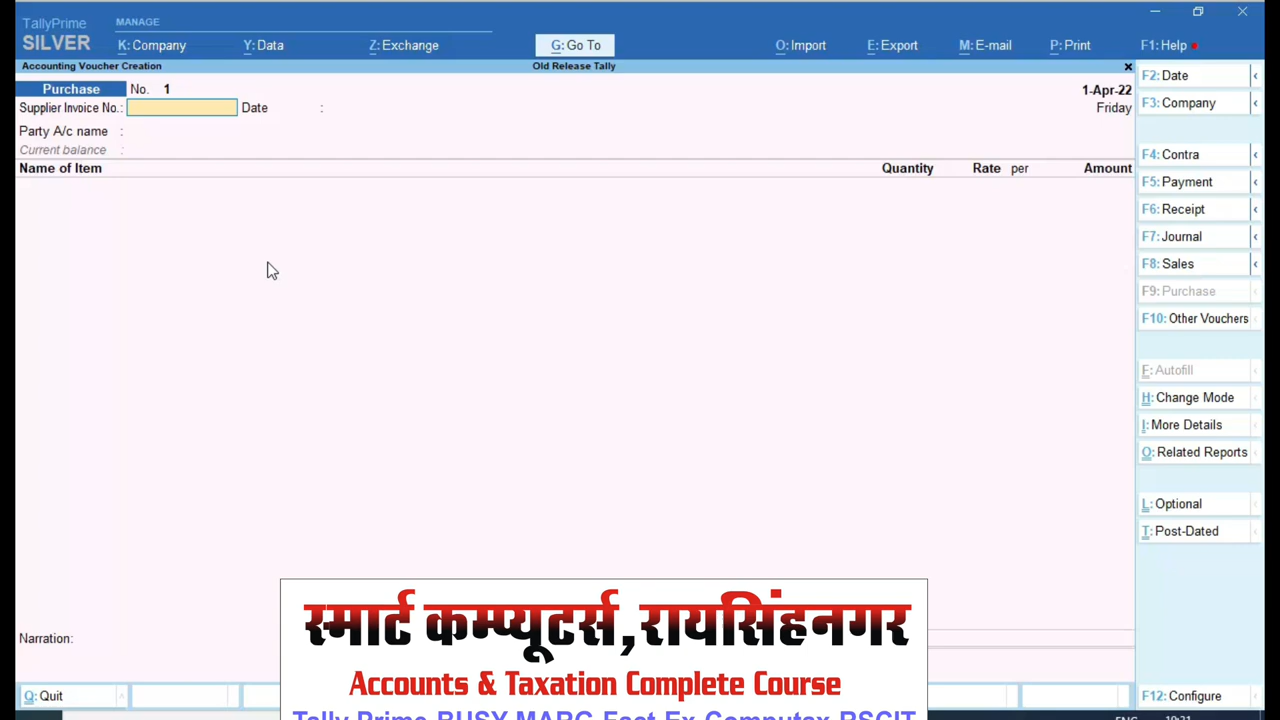 TallyPrime MANAGE
SILVER K: Company Y: Data Z: Exchange G: Go To O: Import E: Export M: E-mail P: Print F1: Help
Accounting Voucher Creation Old Release Tally
Purchase No. 1 1-Apr-22
Supplier Invoice No.: Date : Friday
Party A/c name :
Current balance :
Name of Item Quantity Rate per Amount
F2: Date
F3: Company
F4: Contra
F5: Payment
F6: Receipt
F7: Journal
F8: Sales
F9: Purchase
F10: Other Vouchers
F: Autofill
H: Change Mode
I: More Details
O: Related Reports
L: Optional
T: Post-Dated
Narration:
स्मार्ट कम्प्यूटर्स,रायसिंहनगर
Accounts & Taxation Complete Course
Q: Quit F12: Configure